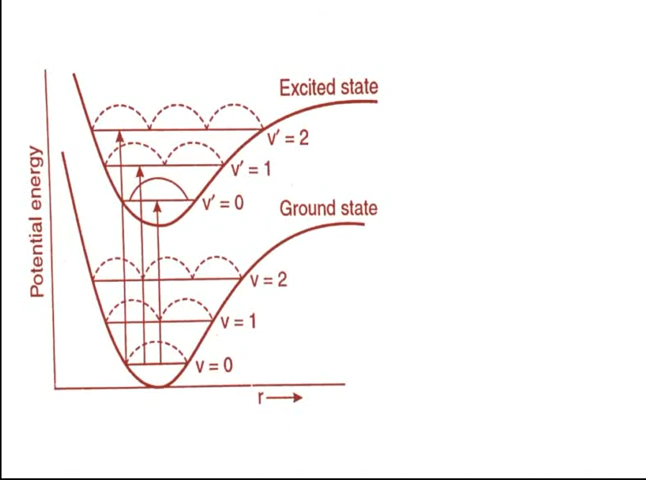 Excited state
v' = 2
v' = 1
v' = 0
Ground state
v = 2
v = 1
v = 0
Potential energy
r